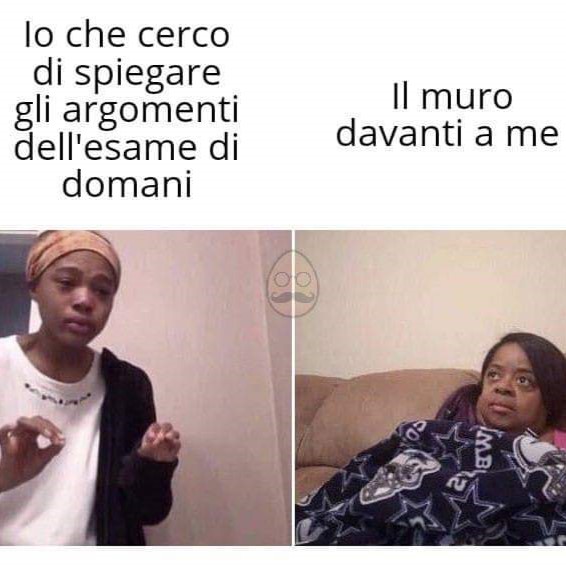 Io che cerco
di spiegare
gli argomenti
dell'esame di
domani
Il muro
davanti a me